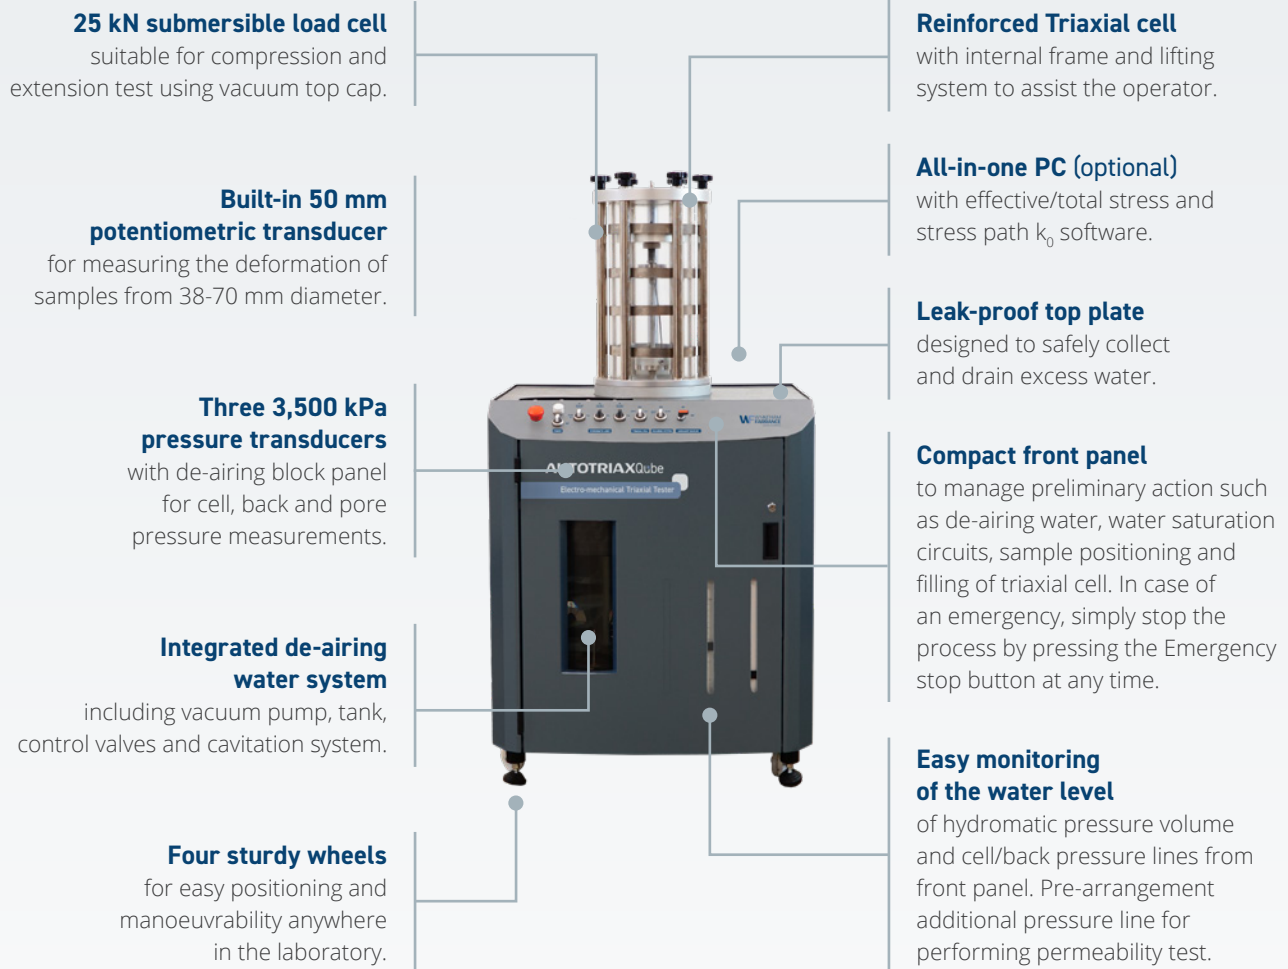 25 kN submersible load cell
suitable for compression and
extension test using vacuum top cap.
Built-in 50 mm
potentiometric transducer
for measuring the deformation of
samples from 38-70 mm diameter.
Three 3,500 kPa
pressure transducers
with de-airing block panel
for cell, back and pore
pressure measurements.
Integrated de-airing
water system
including vacuum pump, tank,
control valves and cavitation system.
Four sturdy wheels
for easy positioning and
manoeuvrability anywhere
in the laboratory.
AUTOTRIAXQube
Electro-mechanical Triaxial Tester
Reinforced Triaxial cell
with internal frame and lifting
system to assist the operator.
All-in-one PC (optional)
with effective/total stress and
stress path k₀ software.
Leak-proof top plate
designed to safely collect
and drain excess water.
Compact front panel
to manage preliminary action such
as de-airing water, water saturation
circuits, sample positioning and
filling of triaxial cell. In case of
an emergency, simply stop the
process by pressing the Emergency
stop button at any time.
Easy monitoring
of the water level
of hydromatic pressure volume
and cell/back pressure lines from
front panel. Pre-arrangement
additional pressure line for
performing permeability test.